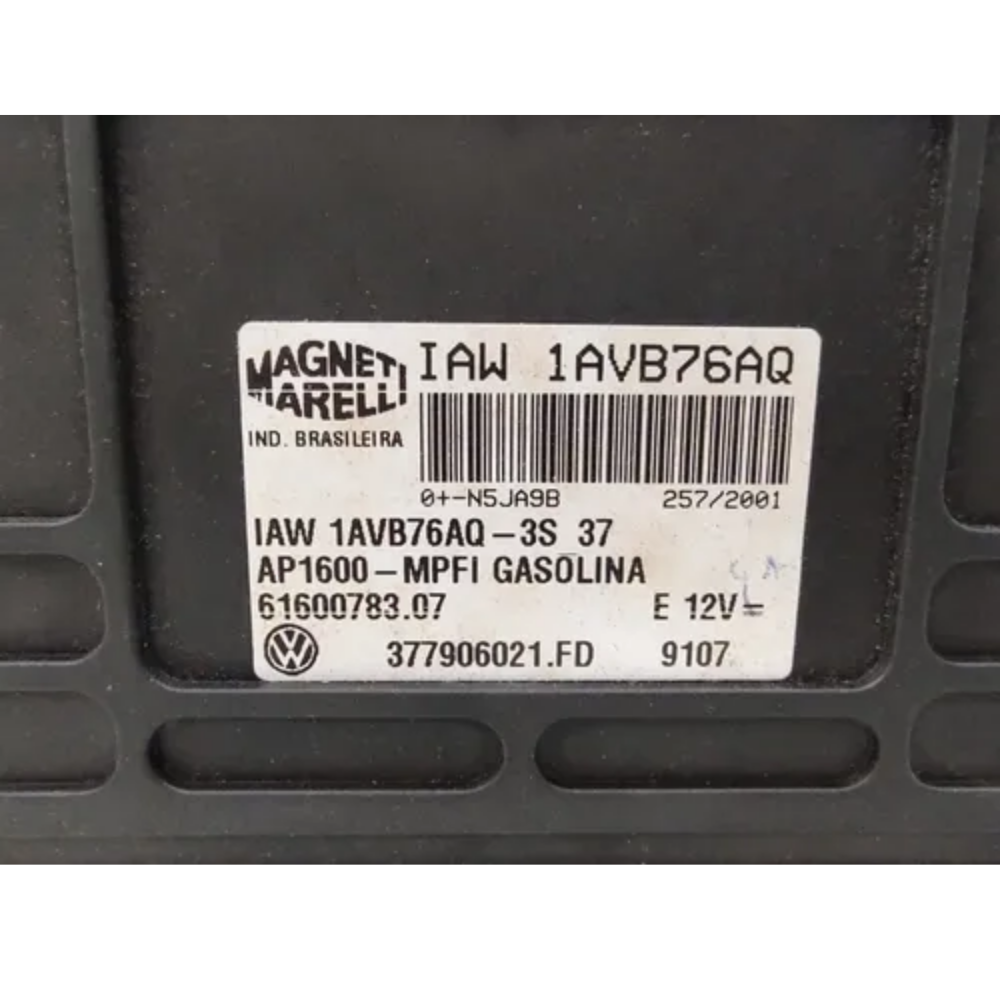 MAGNETI MARELLI
IAW 1AVB76AQ
IND. BRASILEIRA
0+-N5JA9B 257/2001
IAW 1AVB76AQ-3S 37
AP1600-MPFI GASOLINA
61600783.07 E 12V=
VW 377906021.FD 9107